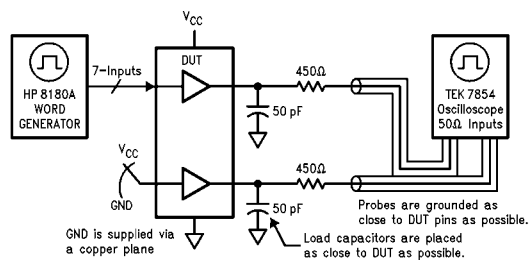 VCC
DUT
HP 8180A
WORD
GENERATOR
7-Inputs
450Ω
50 pF
TEK 7854
Oscilloscope
50Ω Inputs
VCC
GND
450Ω
50 pF
GND is supplied via
a copper plane
Probes are grounded as
close to DUT pins as possible.
Load capacitors are placed
as close to DUT as possible.